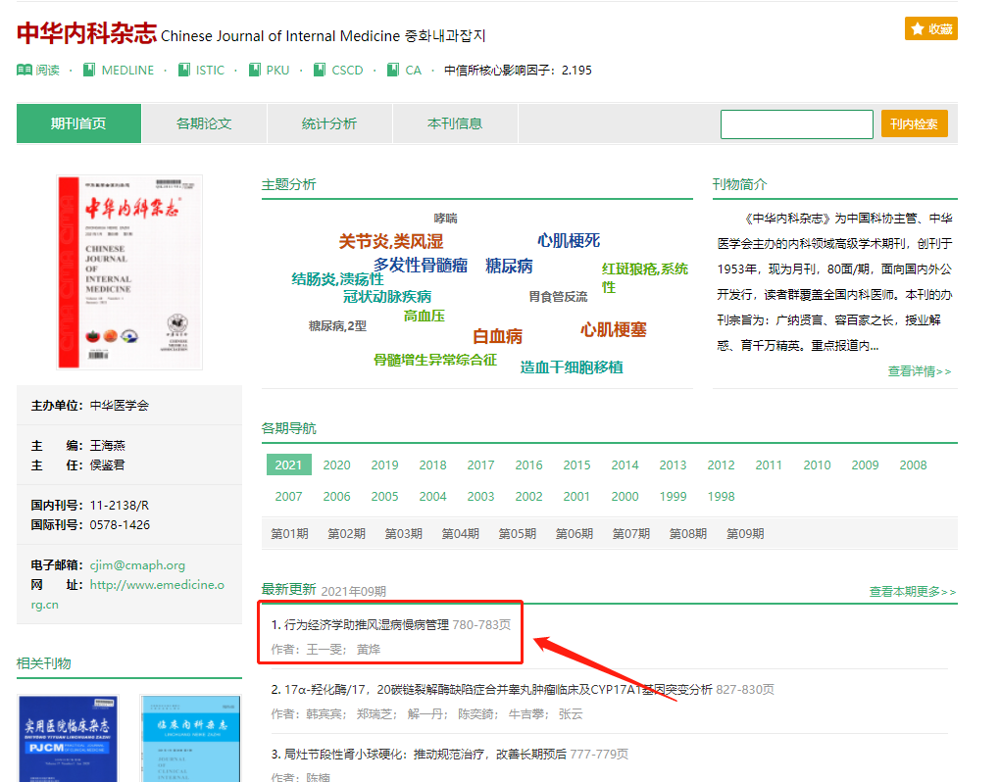 中华内科杂志 Chinese Journal of Internal Medicine 중화내과잡지
收藏
阅读 · MEDLINE · ISTIC · PKU · CSCD · CA · 中信所核心影响因子：2.195
期刊首页 各期论文 统计分析 本刊信息 刊内检索
中华内科杂志
CHINESE
JOURNAL
OF
INTERNAL
MEDICINE
主办单位：中华医学会
主 编：王海燕
主 任：侯鉴君
国内刊号：11-2138/R
国际刊号：0578-1426
电子邮箱：cjim@cmaph.org
网 址：http://www.emedicine.o
rg.cn
相关刊物
实用医院临床杂志
SHIYONG YIYUAN LINCHUANG ZAZHI
PJCM
临床内科杂志
LINCHUANG NEIKE ZAZHI
JOURNAL
OF
CLINICAL
INTERNAL
主题分析
哮喘
关节炎,类风湿
心肌梗死
多发性骨髓瘤
糖尿病
红斑狼疮,系统
性
结肠炎,溃疡性
冠状动脉疾病
胃食管反流
高血压
糖尿病,2型
白血病
心肌梗塞
骨髓增生异常综合征
造血干细胞移植
刊物简介
《中华内科杂志》为中国科协主管、中华
医学会主办的内科领域高级学术期刊，创刊于
1953年，现为月刊，80面/期，面向国内外公
开发行，读者群覆盖全国内科医师。本刊的办
刊宗旨为：广纳贤言、容百家之长，授业解
惑、育千万精英。重点报道内...
查看详情>>
各期导航
2021 2020 2019 2018 2017 2016 2015 2014 2013 2012 2011 2010 2009 2008
2007 2006 2005 2004 2003 2002 2001 2000 1999 1998
第01期 第02期 第03期 第04期 第05期 第06期 第07期 第08期 第09期
最新更新 2021年09期
查看本期更多>>
1. 行为经济学助推风湿病慢病管理 780-783页
作者：王一雯； 黄烽
2. 17α-羟化酶/17，20碳链裂解酶缺陷症合并睾丸肿瘤临床及CYP17A1基因突变分析 827-830页
作者：韩宾宾； 郑瑞芝； 解一丹； 陈奕錡； 牛吉攀； 张云
3. 局灶节段性肾小球硬化：推动规范治疗，改善长期预后 777-779页
作者：陈楠